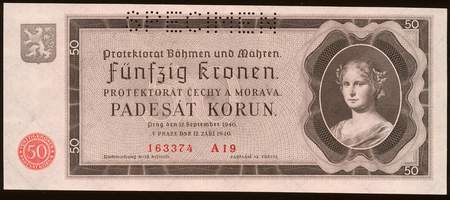 SPECIMEN
50
50
Protektorat Böhmen und Mähren.
Fünfzig Kronen.
PROTEKTORÁT ČECHY A MORAVA.
PADESÁT KORUN.
Prag den 12. September 1940.
V PRAZE DNE 12. ZÁŘÍ 1940.
163374 A19
50
50
50